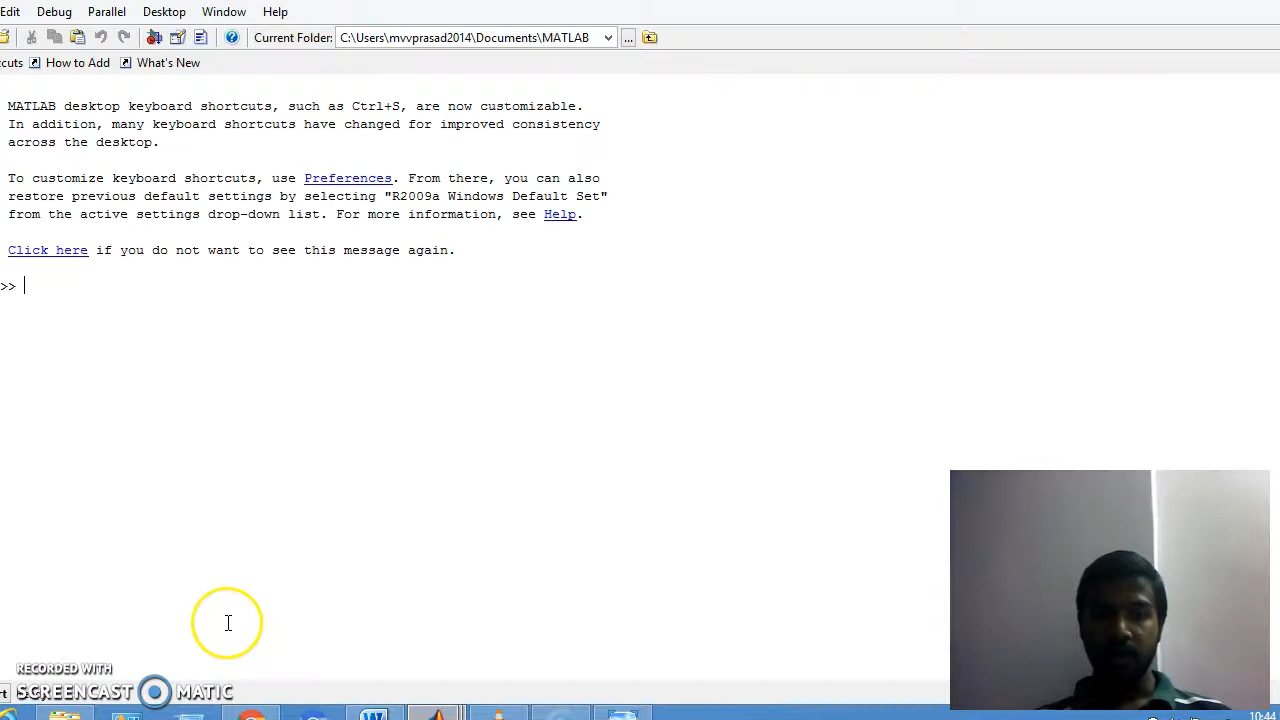 Edit Debug Parallel Desktop Window Help
Current Folder: C:\Users\mvvprasad2014\Documents\MATLAB ...
cuts How to Add What's New
MATLAB desktop keyboard shortcuts, such as Ctrl+S, are now customizable.
In addition, many keyboard shortcuts have changed for improved consistency
across the desktop.
To customize keyboard shortcuts, use Preferences. From there, you can also
restore previous default settings by selecting "R2009a Windows Default Set"
from the active settings drop-down list. For more information, see Help.
Click here if you do not want to see this message again.
>>
RECORDED WITH
SCREENCAST MATIC
rt
10:44